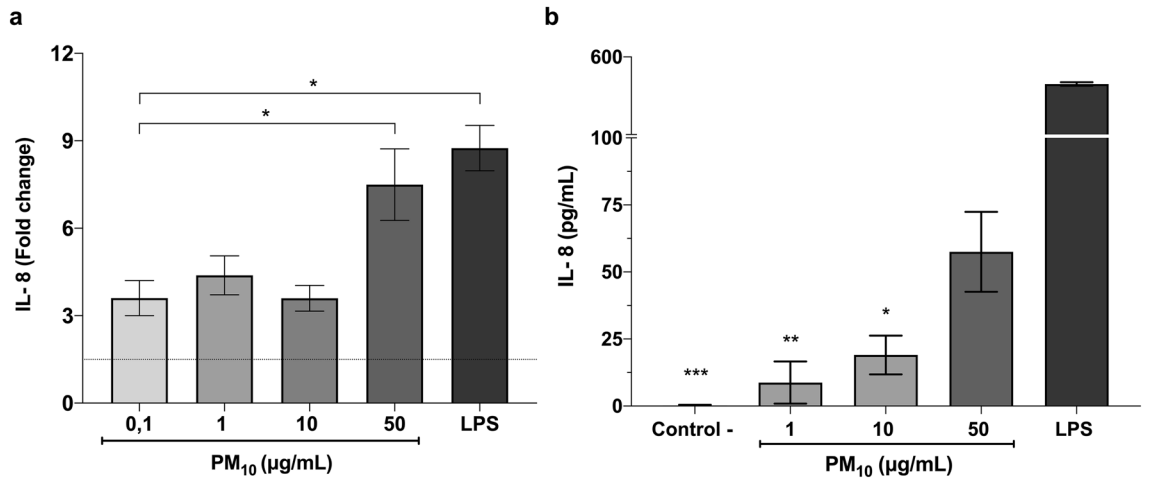 a
12
9
6
3
0
IL- 8 (Fold change)
*
*
0,1 1 10 50 LPS
PM10 (µg/mL)
b
600
100
75
50
25
0
IL- 8 (pg/mL)
***
**
*
Control - 1 10 50 LPS
PM10 (µg/mL)